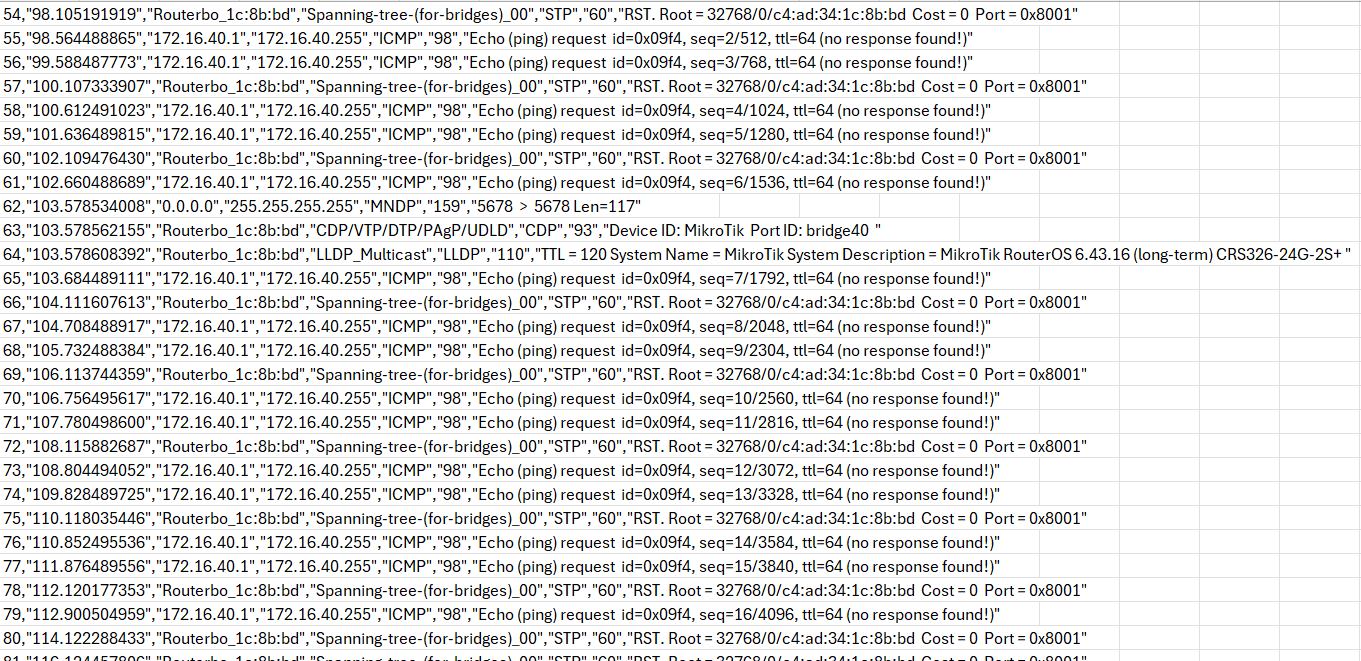 54,"98.105191919","Routerbo_1c:8b:bd","Spanning-tree-(for-bridges)_00","STP","60","RST. Root = 32768/0/c4:ad:34:1c:8b:bd  Cost = 0  Port = 0x8001"
55,"98.564488865","172.16.40.1","172.16.40.255","ICMP","98","Echo (ping) request  id=0x09f4, seq=2/512, ttl=64 (no response found!)"
56,"99.588487773","172.16.40.1","172.16.40.255","ICMP","98","Echo (ping) request  id=0x09f4, seq=3/768, ttl=64 (no response found!)"
57,"100.107333907","Routerbo_1c:8b:bd","Spanning-tree-(for-bridges)_00","STP","60","RST. Root = 32768/0/c4:ad:34:1c:8b:bd  Cost = 0  Port = 0x8001"
58,"100.612491023","172.16.40.1","172.16.40.255","ICMP","98","Echo (ping) request  id=0x09f4, seq=4/1024, ttl=64 (no response found!)"
59,"101.636489815","172.16.40.1","172.16.40.255","ICMP","98","Echo (ping) request  id=0x09f4, seq=5/1280, ttl=64 (no response found!)"
60,"102.109476430","Routerbo_1c:8b:bd","Spanning-tree-(for-bridges)_00","STP","60","RST. Root = 32768/0/c4:ad:34:1c:8b:bd  Cost = 0  Port = 0x8001"
61,"102.660488689","172.16.40.1","172.16.40.255","ICMP","98","Echo (ping) request  id=0x09f4, seq=6/1536, ttl=64 (no response found!)"
62,"103.578534008","0.0.0.0","255.255.255.255","MNDP","159","5678  >  5678 Len=117"
63,"103.578562155","Routerbo_1c:8b:bd","CDP/VTP/DTP/PAgP/UDLD","CDP","93","Device ID: MikroTik  Port ID: bridge40  "
64,"103.578608392","Routerbo_1c:8b:bd","LLDP_Multicast","LLDP","110","TTL = 120 System Name = MikroTik System Description = MikroTik RouterOS 6.43.16 (long-term) CRS326-24G-2S+ "
65,"103.684489111","172.16.40.1","172.16.40.255","ICMP","98","Echo (ping) request  id=0x09f4, seq=7/1792, ttl=64 (no response found!)"
66,"104.111607613","Routerbo_1c:8b:bd","Spanning-tree-(for-bridges)_00","STP","60","RST. Root = 32768/0/c4:ad:34:1c:8b:bd  Cost = 0  Port = 0x8001"
67,"104.708488917","172.16.40.1","172.16.40.255","ICMP","98","Echo (ping) request  id=0x09f4, seq=8/2048, ttl=64 (no response found!)"
68,"105.732488384","172.16.40.1","172.16.40.255","ICMP","98","Echo (ping) request  id=0x09f4, seq=9/2304, ttl=64 (no response found!)"
69,"106.113744359","Routerbo_1c:8b:bd","Spanning-tree-(for-bridges)_00","STP","60","RST. Root = 32768/0/c4:ad:34:1c:8b:bd  Cost = 0  Port = 0x8001"
70,"106.756495617","172.16.40.1","172.16.40.255","ICMP","98","Echo (ping) request  id=0x09f4, seq=10/2560, ttl=64 (no response found!)"
71,"107.780498600","172.16.40.1","172.16.40.255","ICMP","98","Echo (ping) request  id=0x09f4, seq=11/2816, ttl=64 (no response found!)"
72,"108.115882687","Routerbo_1c:8b:bd","Spanning-tree-(for-bridges)_00","STP","60","RST. Root = 32768/0/c4:ad:34:1c:8b:bd  Cost = 0  Port = 0x8001"
73,"108.804494052","172.16.40.1","172.16.40.255","ICMP","98","Echo (ping) request  id=0x09f4, seq=12/3072, ttl=64 (no response found!)"
74,"109.828489725","172.16.40.1","172.16.40.255","ICMP","98","Echo (ping) request  id=0x09f4, seq=13/3328, ttl=64 (no response found!)"
75,"110.118035446","Routerbo_1c:8b:bd","Spanning-tree-(for-bridges)_00","STP","60","RST. Root = 32768/0/c4:ad:34:1c:8b:bd  Cost = 0  Port = 0x8001"
76,"110.852495536","172.16.40.1","172.16.40.255","ICMP","98","Echo (ping) request  id=0x09f4, seq=14/3584, ttl=64 (no response found!)"
77,"111.876489556","172.16.40.1","172.16.40.255","ICMP","98","Echo (ping) request  id=0x09f4, seq=15/3840, ttl=64 (no response found!)"
78,"112.120177353","Routerbo_1c:8b:bd","Spanning-tree-(for-bridges)_00","STP","60","RST. Root = 32768/0/c4:ad:34:1c:8b:bd  Cost = 0  Port = 0x8001"
79,"112.900504959","172.16.40.1","172.16.40.255","ICMP","98","Echo (ping) request  id=0x09f4, seq=16/4096, ttl=64 (no response found!)"
80,"114.122288433","Routerbo_1c:8b:bd","Spanning-tree-(for-bridges)_00","STP","60","RST. Root = 32768/0/c4:ad:34:1c:8b:bd  Cost = 0  Port = 0x8001"